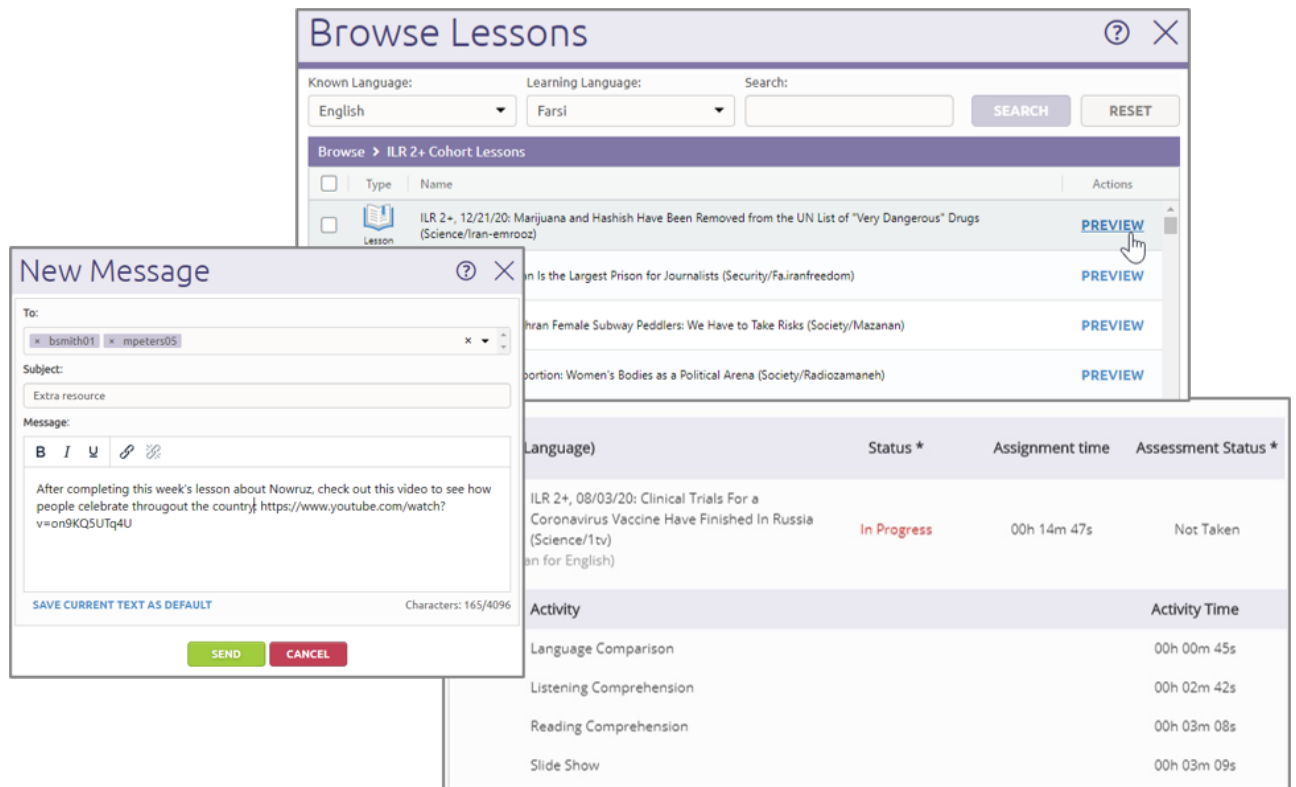 Browse Lessons
Known Language:
Learning Language:
Search:
English
Farsi
SEARCH
RESET
Browse > ILR 2+ Cohort Lessons
Type
Name
Actions
Lesson
ILR 2+, 12/21/20: Marijuana and Hashish Have Been Removed from the UN List of "Very Dangerous" Drugs
(Science/Iran-emrooz)
PREVIEW
Is the Largest Prison for Journalists (Security/Fa.iranfreedom)
PREVIEW
Female Subway Peddlers: We Have to Take Risks (Society/Mazanan)
PREVIEW
Women's Bodies as a Political Arena (Society/Radiozamaneh)
PREVIEW
New Message
To:
× bsmith01 × mpeters05
Subject:
Extra resource
Message:
B I U
After completing this week's lesson about Nowruz, check out this video to see how
people celebrate througout the country: https://www.youtube.com/watch?
v=on9KQ5UTq4U
SAVE CURRENT TEXT AS DEFAULT
Characters: 165/4096
SEND
CANCEL
Language)
Status *
Assignment time
Assessment Status *
ILR 2+, 08/03/20: Clinical Trials For a
Coronavirus Vaccine Have Finished In Russia
(Science/1tv)
an for English)
In Progress
00h 14m 47s
Not Taken
Activity
Activity Time
Language Comparison
00h 00m 45s
Listening Comprehension
00h 02m 42s
Reading Comprehension
00h 03m 08s
Slide Show
00h 03m 09s